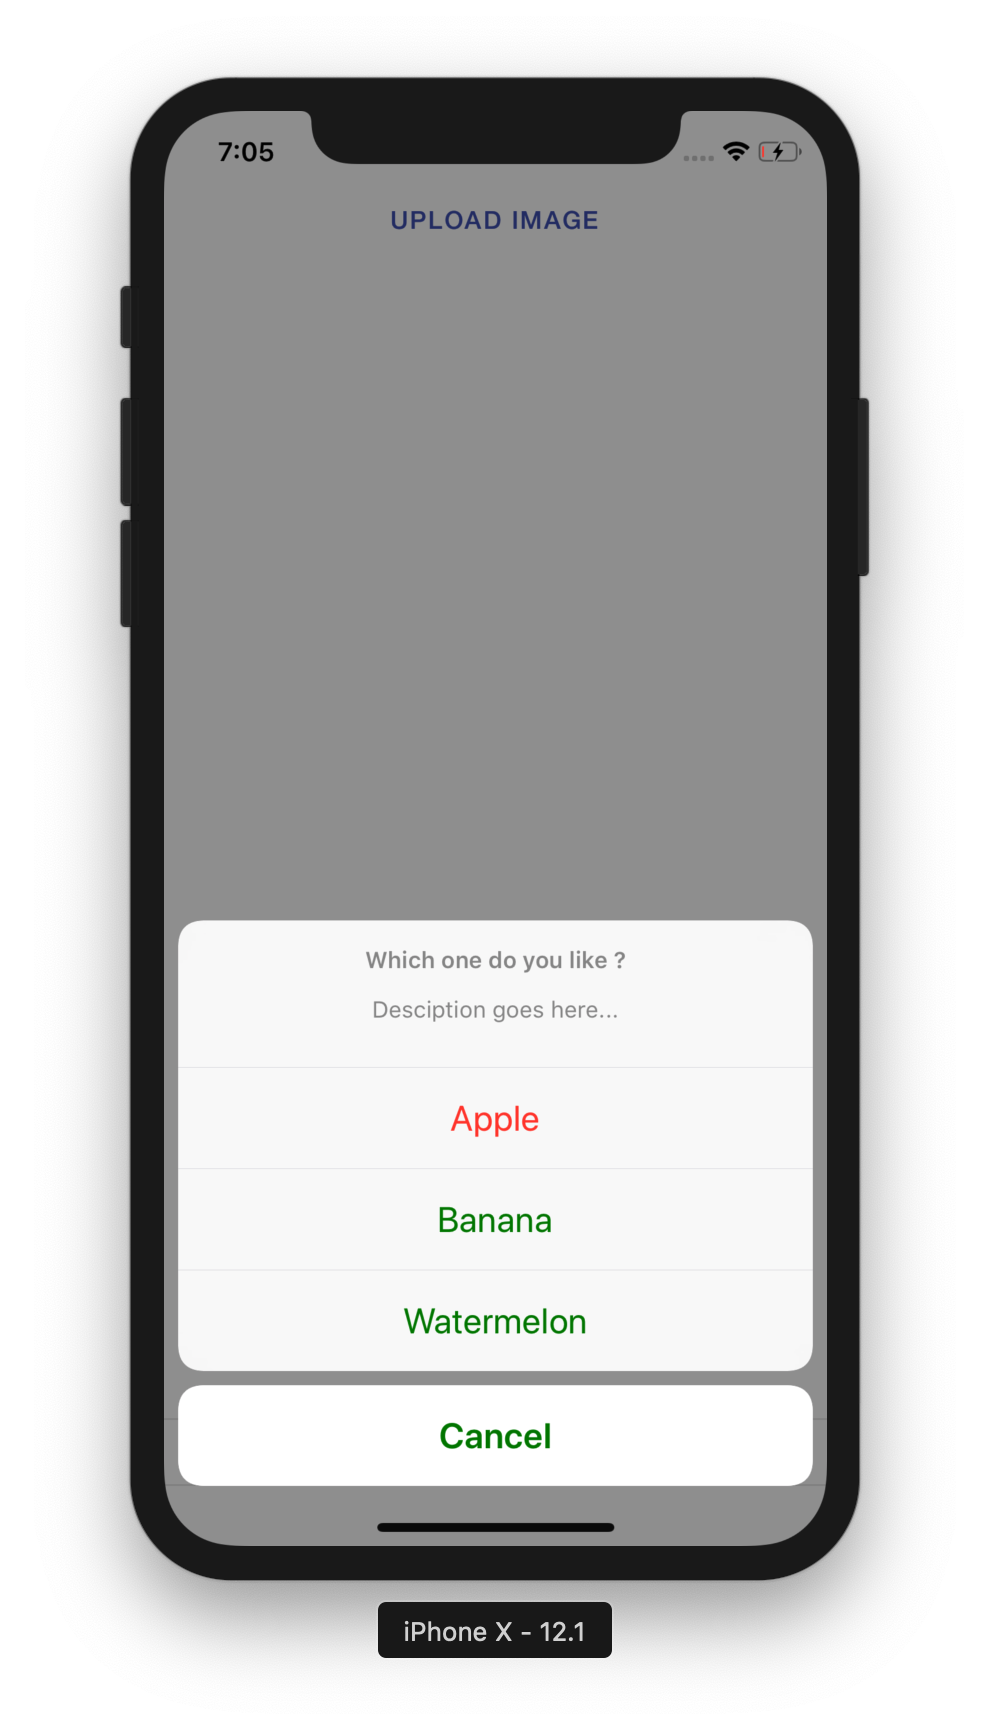 7:05
UPLOAD IMAGE
Which one do you like ?
Desciption goes here...
Apple
Banana
Watermelon
Cancel
iPhone X - 12.1